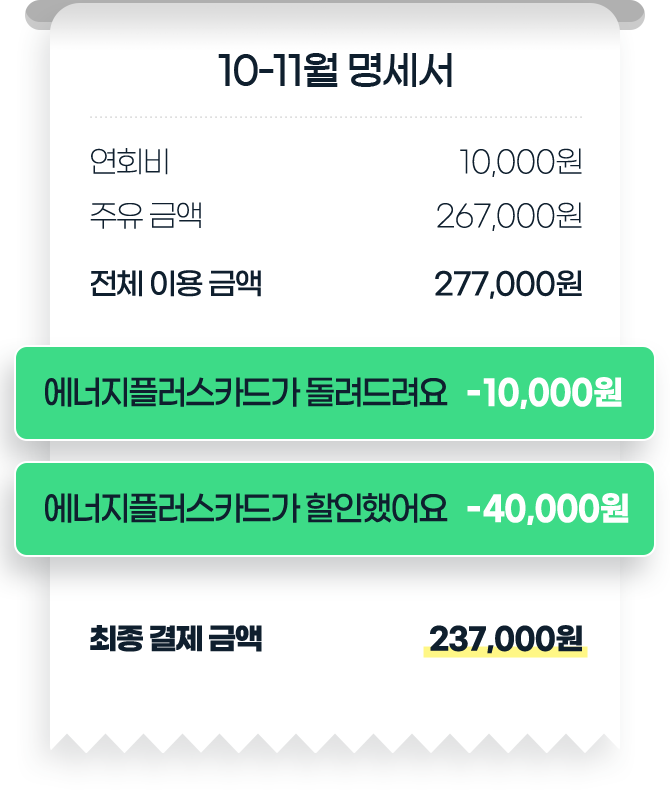 10-11월 명세서
연회비 10,000원
주유 금액 267,000원
전체 이용 금액 277,000원
에너지플러스카드가 돌려드려요 -10,000원
에너지플러스카드가 할인했어요 -40,000원
최종 결제 금액 237,000원